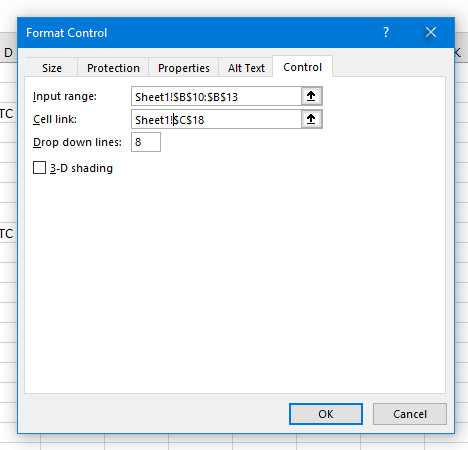 Format Control
?
D
K
Size Protection Properties Alt Text Control
Input range: Sheet1!$B$10:$B$13
TC
Cell link: Sheet1!$C$18
Drop down lines: 8
3-D shading
TC
OK Cancel